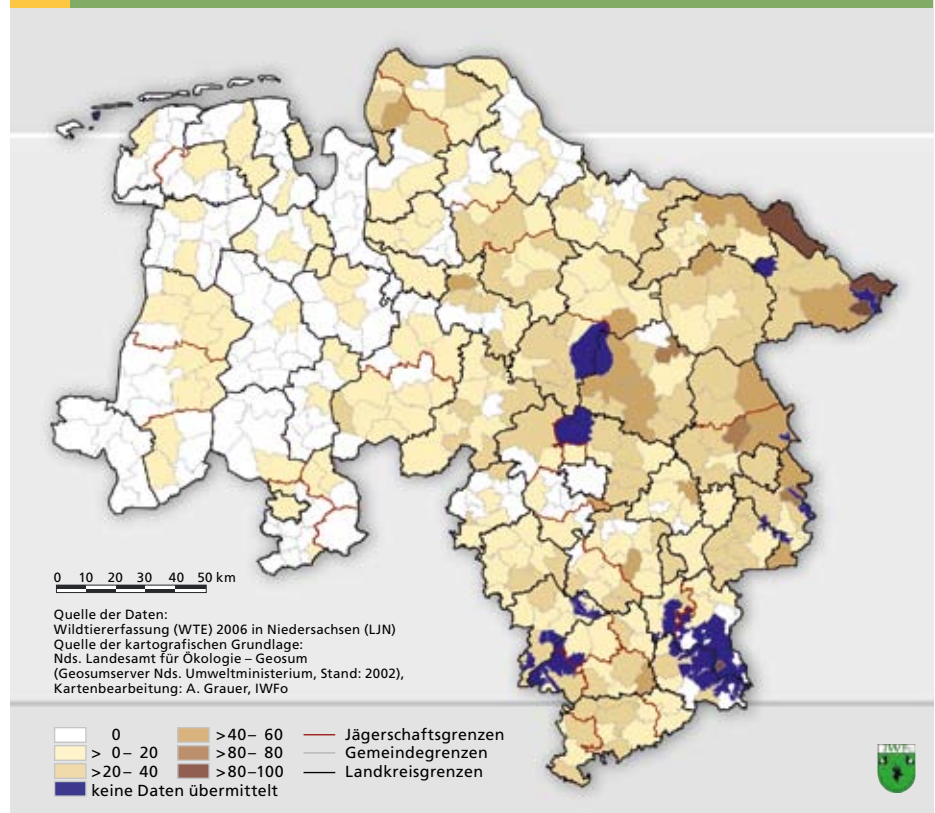 0 10 20 30 40 50 km
Quelle der Daten:
Wildtiererfassung (WTE) 2006 in Niedersachsen (LJN)
Quelle der kartografischen Grundlage:
Nds. Landesamt für Ökologie – Geosum
(Geosumserver Nds. Umweltministerium, Stand: 2002),
Kartenbearbeitung: A. Grauer, IWFo
0 >40– 60 Jägerschaftsgrenzen
> 0– 20 >80– 80 Gemeindegrenzen
>20– 40 >80–100 Landkreisgrenzen
keine Daten übermittelt